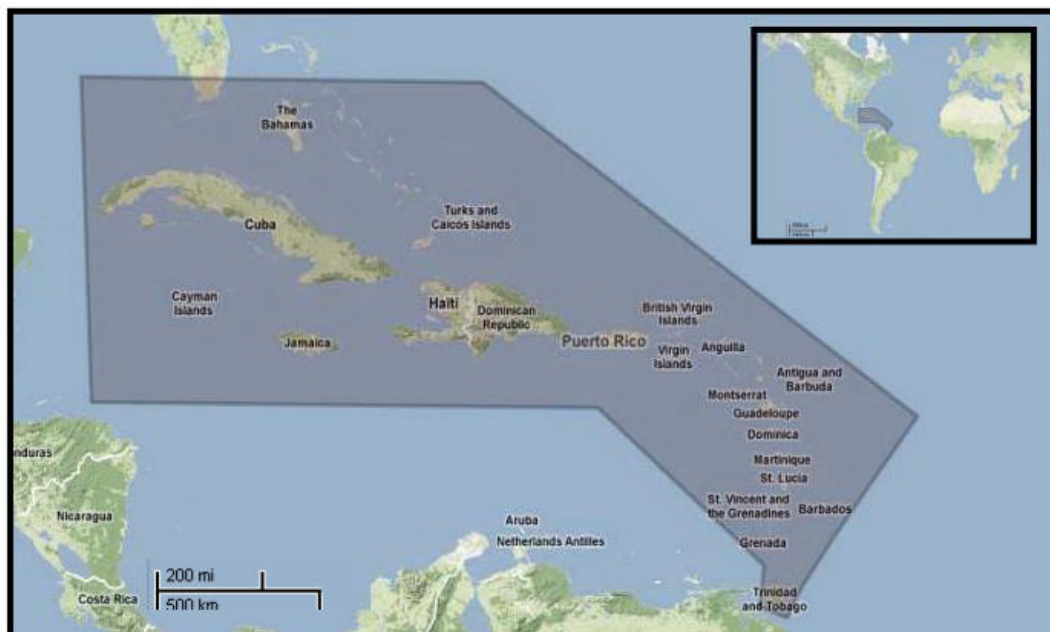 The
Bahamas
Cuba
Turks and
Caicos Islands
Cayman
Islands
Haiti
Dominican
Republic
Jamaica
Puerto Rico
British Virgin
Islands
Virgin
Islands
Anguilla
Antigua and
Barbuda
Montserrat
Guadeloupe
Dominica
Martinique
St. Lucia
St. Vincent and
the Grenadines
Barbados
Grenada
Trinidad
and Tobago
Aruba
Netherlands Antilles
nduras
Nicaragua
Costa Rica
200 mi
500 km